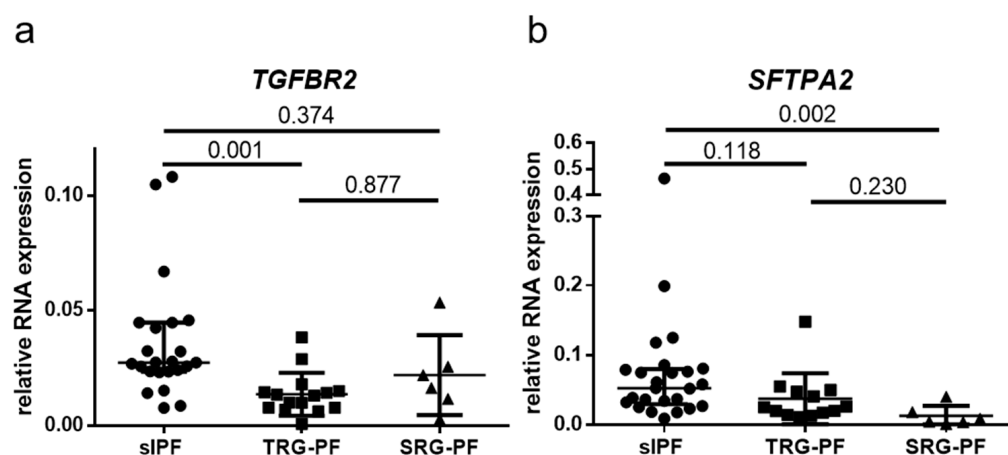 a
TGFBR2
0.374
0.001
0.877
relative RNA expression
0.10
0.05
0.00
sIPF
TRG-PF
SRG-PF
b
SFTPA2
0.002
0.118
0.230
relative RNA expression
0.6
0.5
0.4
0.3
0.2
0.1
0.0
sIPF
TRG-PF
SRG-PF